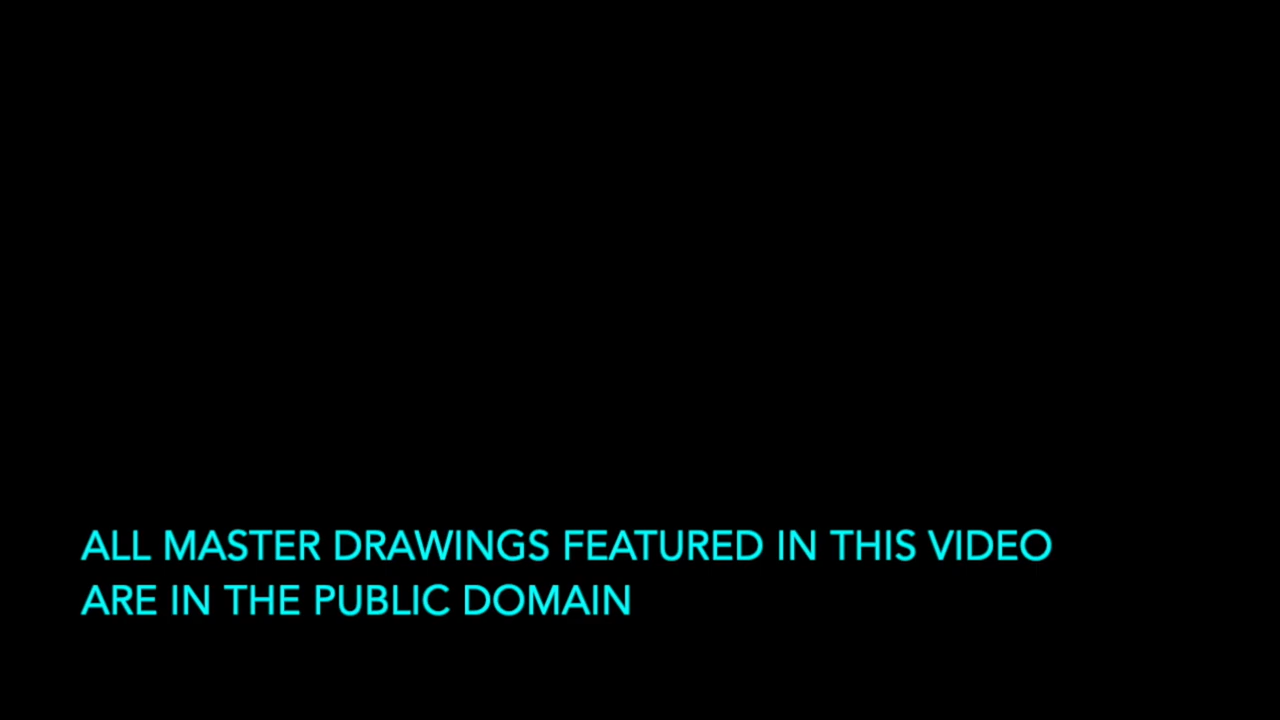 ALL MASTER DRAWINGS FEATURED IN THIS VIDEO
ARE IN THE PUBLIC DOMAIN